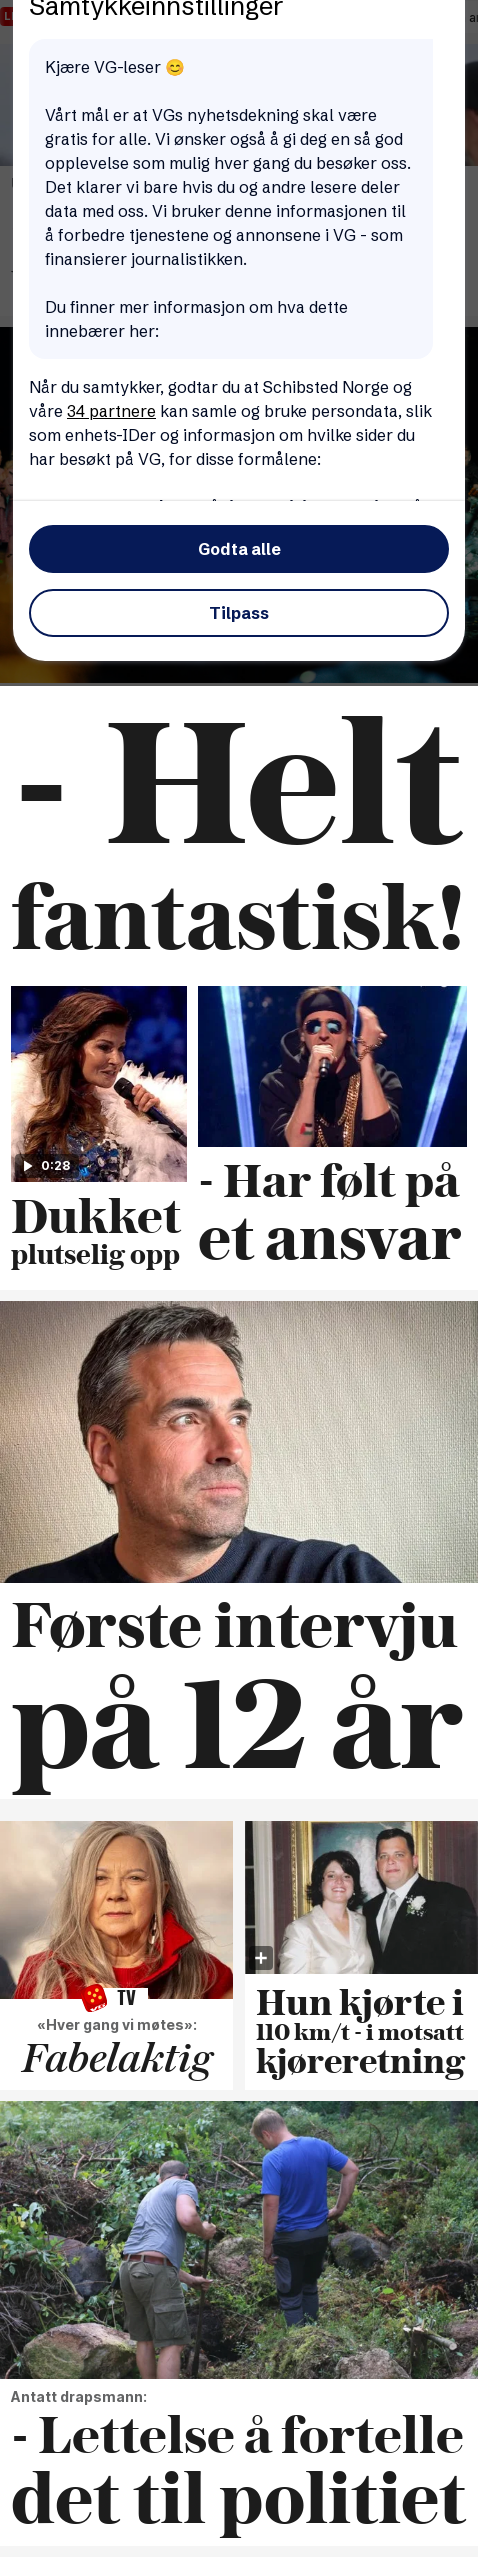 Samtykkeinnstillinger
Kjære VG-leser 😊
Vårt mål er at VGs nyhetsdekning skal være
gratis for alle. Vi ønsker også å gi deg en så god
opplevelse som mulig hver gang du besøker oss.
Det klarer vi bare hvis du og andre lesere deler
data med oss. Vi bruker denne informasjonen til
å forbedre tjenestene og annonsene i VG - som
finansierer journalistikken.
Du finner mer informasjon om hva dette
innebærer her:
Når du samtykker, godtar du at Schibsted Norge og
våre 34 partnere kan samle og bruke persondata, slik
som enhets-IDer og informasjon om hvilke sider du
har besøkt på VG, for disse formålene:
Godta alle
Tilpass
- Helt
fantastisk!
0:28
Dukket
plutselig opp
- Har følt på
et ansvar
Første intervju
på 12 år
TV
«Hver gang vi møtes»:
Fabelaktig
Hun kjørte i
110 km/t - i motsatt
kjøreretning
Antatt drapsmann:
- Lettelse å fortelle
det til politiet